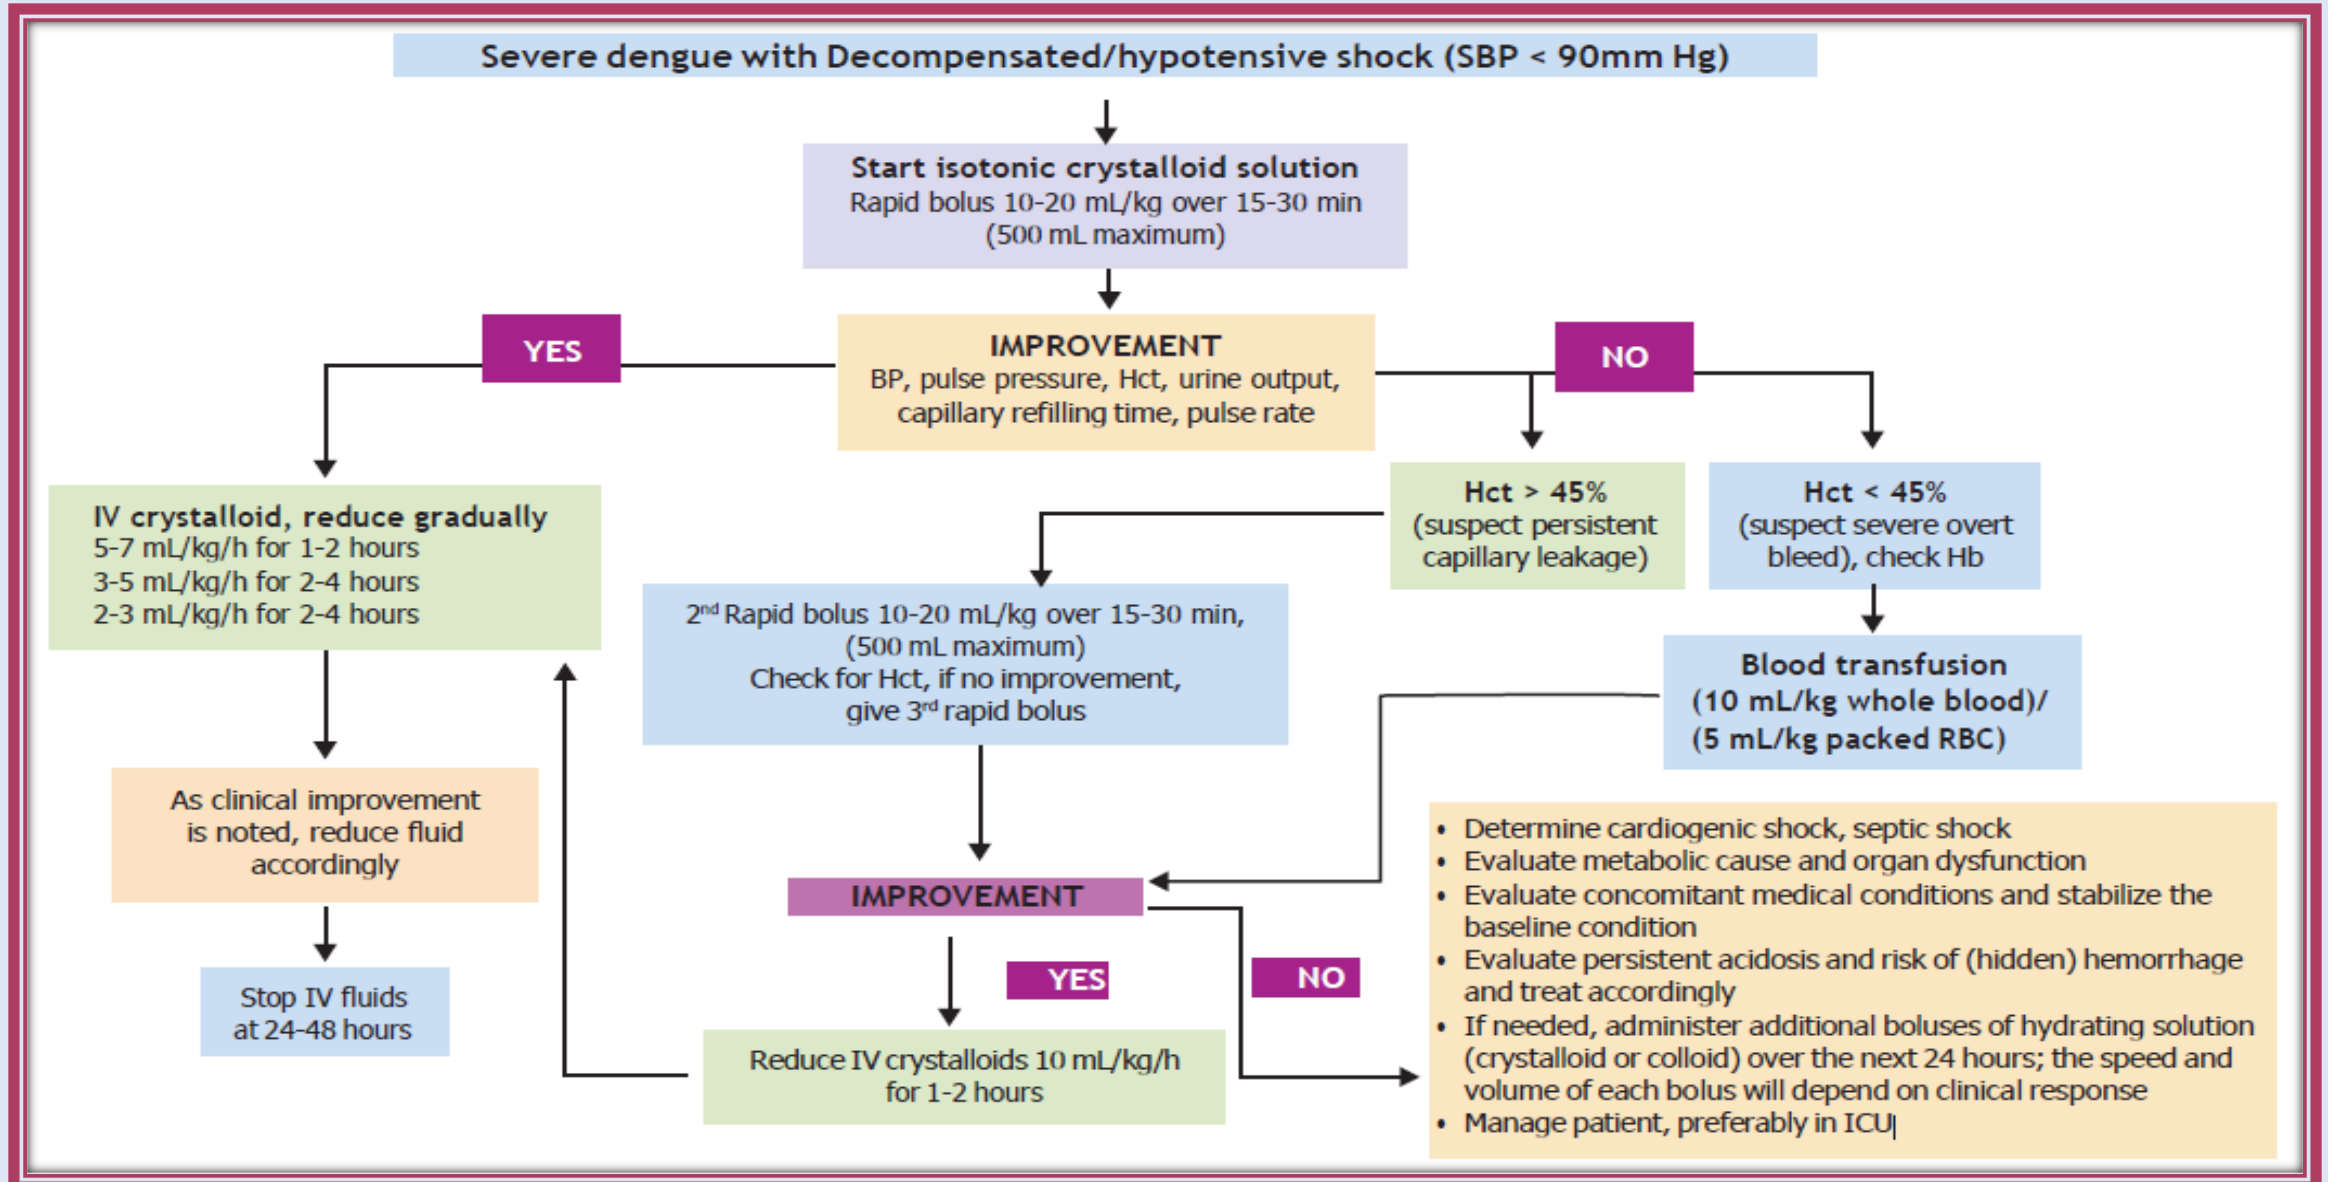 Severe dengue with Decompensated/hypotensive shock (SBP < 90mm Hg)
Start isotonic crystalloid solution
Rapid bolus 10-20 mL/kg over 15-30 min
(500 mL maximum)
YES
IMPROVEMENT
BP, pulse pressure, Hct, urine output,
capillary refilling time, pulse rate
NO
IV crystalloid, reduce gradually
5-7 mL/kg/h for 1-2 hours
3-5 mL/kg/h for 2-4 hours
2-3 mL/kg/h for 2-4 hours
Hct > 45%
(suspect persistent
capillary leakage)
Hct < 45%
(suspect severe overt
bleed), check Hb
2nd Rapid bolus 10-20 mL/kg over 15-30 min,
(500 mL maximum)
Check for Hct, if no improvement,
give 3rd rapid bolus
Blood transfusion
(10 mL/kg whole blood)/
(5 mL/kg packed RBC)
As clinical improvement
is noted, reduce fluid
accordingly
IMPROVEMENT
YES
NO
Stop IV fluids
at 24-48 hours
Reduce IV crystalloids 10 mL/kg/h
for 1-2 hours
• Determine cardiogenic shock, septic shock
• Evaluate metabolic cause and organ dysfunction
• Evaluate concomitant medical conditions and stabilize the
baseline condition
• Evaluate persistent acidosis and risk of (hidden) hemorrhage
and treat accordingly
• If needed, administer additional boluses of hydrating solution
(crystalloid or colloid) over the next 24 hours; the speed and
volume of each bolus will depend on clinical response
• Manage patient, preferably in ICU